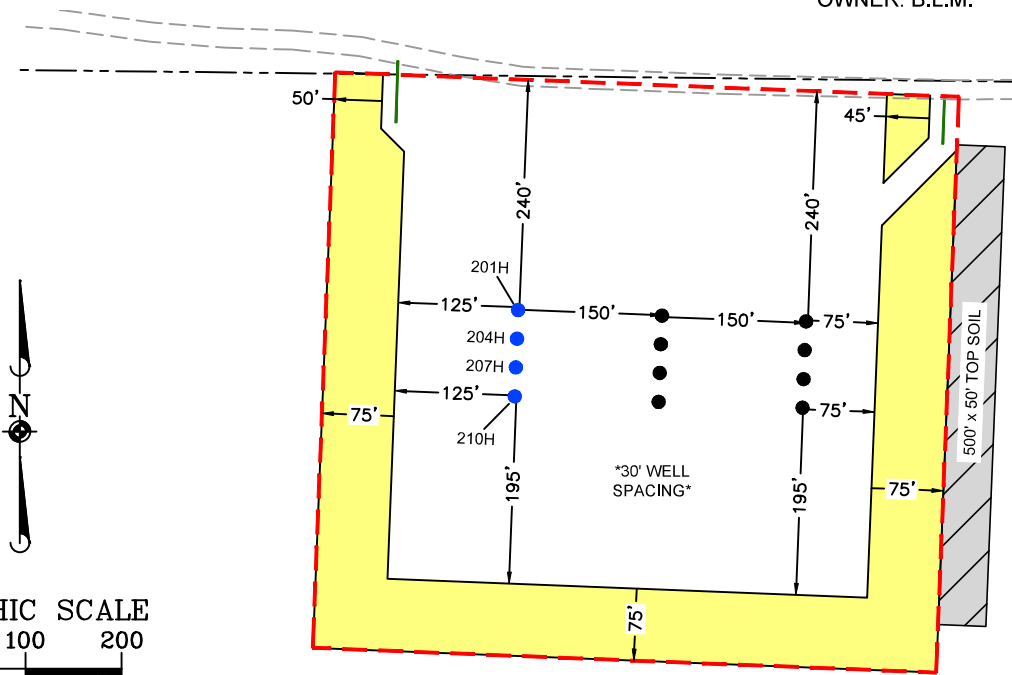 OWNER: B.L.M.
50'
45'
240'
240'
201H
125'
150'
150'
75'
204H
207H
125'
75'
75'
210H
N
500' x 50' TOP SOIL
*30' WELL
SPACING*
195'
195'
75'
75'
HIC SCALE
100 200